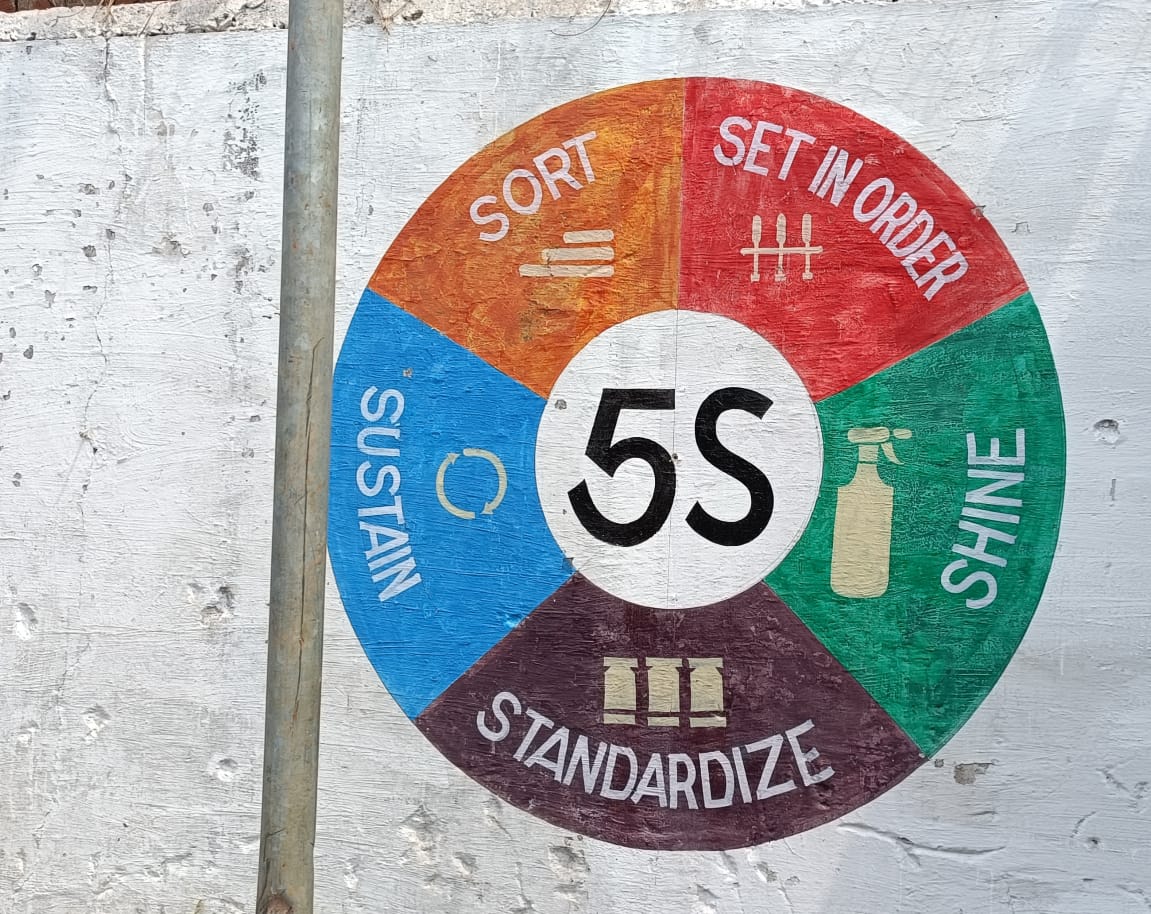 SORT
SET IN ORDER
SHINE
STANDARDIZE
SUSTAIN
5S